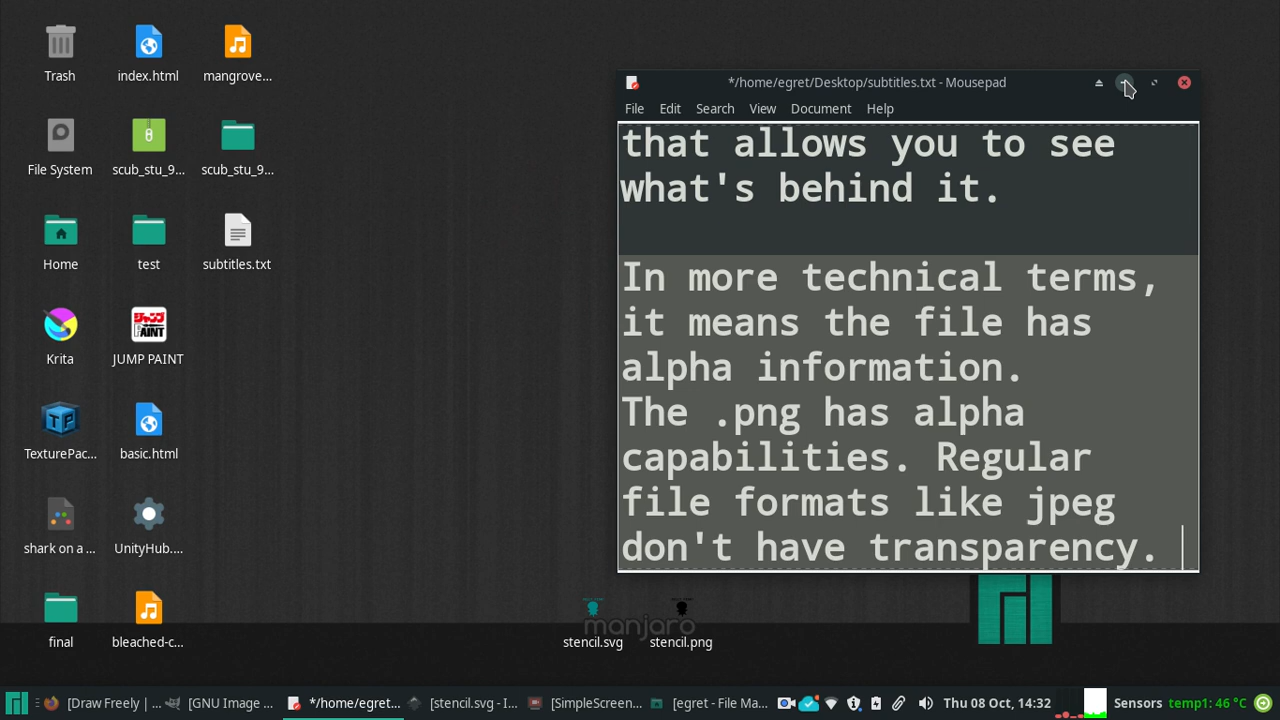 Trash
index.html
mangrove...
File System
scub_stu_9...
scub_stu_9...
Home
test
subtitles.txt
Krita
JUMP PAINT
TexturePac...
basic.html
shark on a ...
UnityHub....
final
bleached-c...
*/home/egret/Desktop/subtitles.txt - Mousepad
File Edit Search View Document Help
that allows you to see
what's behind it.
In more technical terms,
it means the file has
alpha information.
The .png has alpha
capabilities. Regular
file formats like jpeg
don't have transparency.
manjaro
stencil.svg
stencil.png
[Draw Freely | ... [GNU Image ... */home/egret... [stencil.svg - I... [SimpleScreen... [egret - File Ma... Thu 08 Oct, 14:32 Sensors temp1: 46 °C